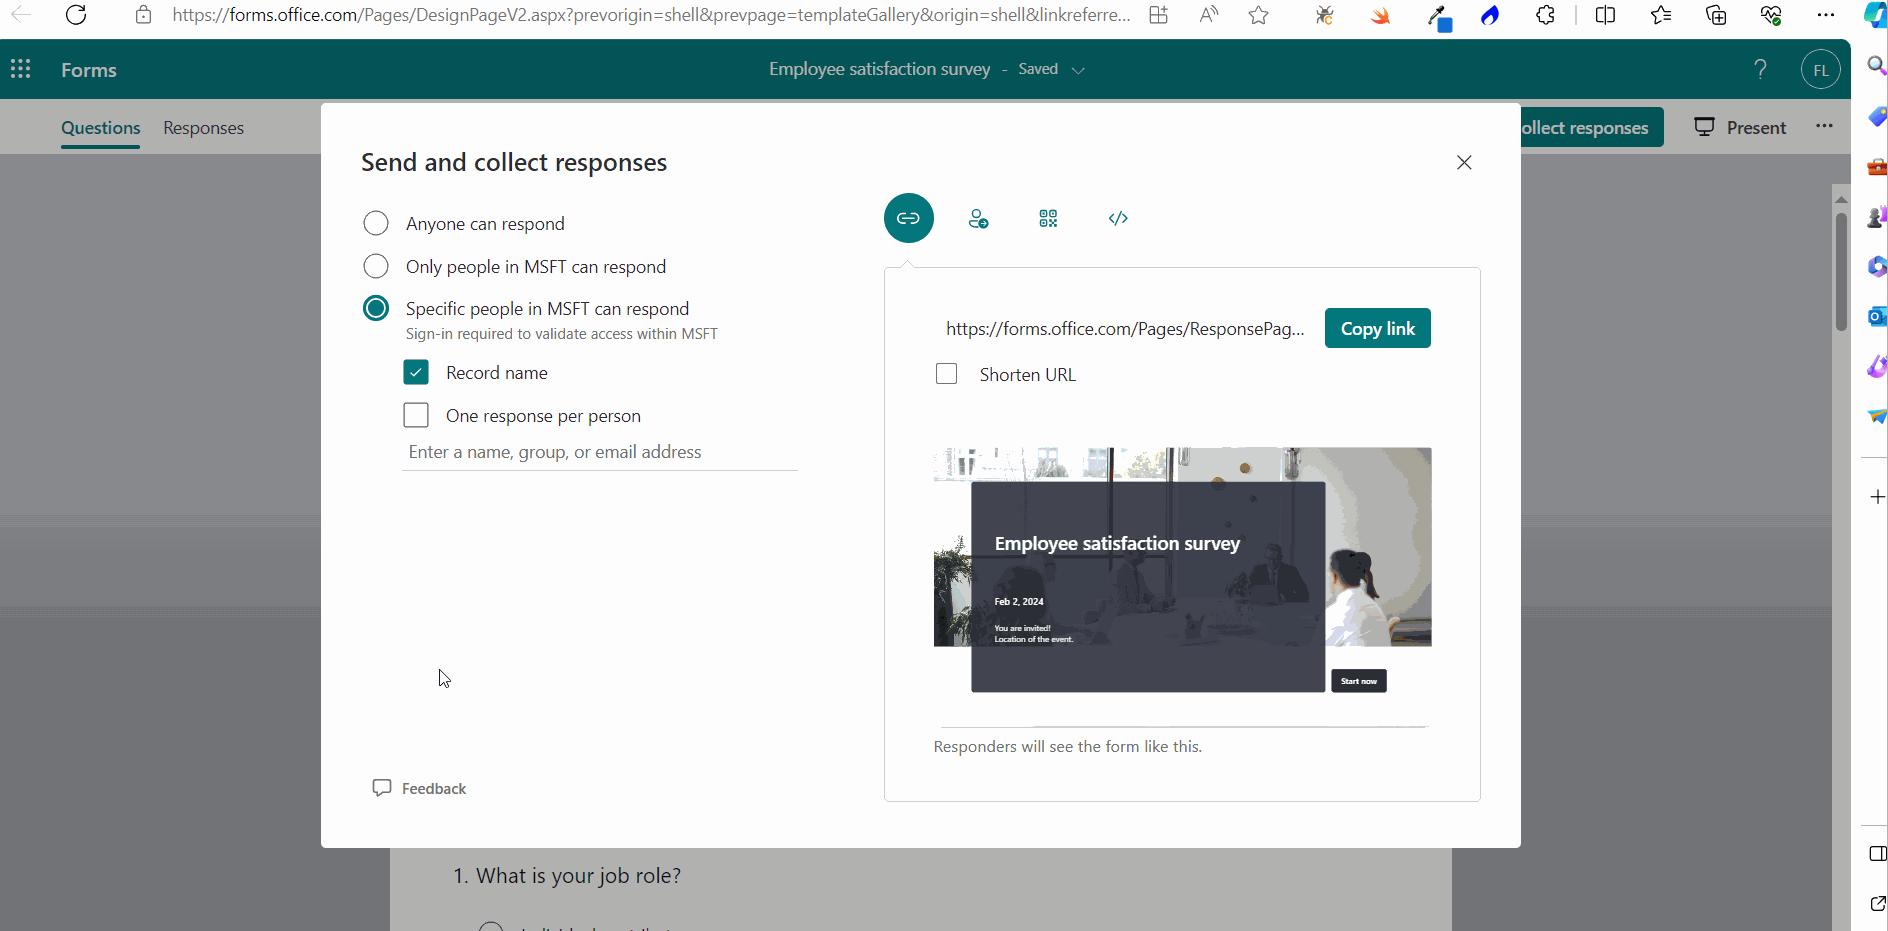 https://forms.office.com/Pages/DesignPageV2.aspx?prevorigin=shell&prevpage=templateGallery&origin=shell&linkreferre...
Forms
Employee satisfaction survey - Saved
?
FL
Questions
Responses
ollect responses
Present
Send and collect responses
Anyone can respond
Only people in MSFT can respond
Specific people in MSFT can respond
Sign-in required to validate access within MSFT
Record name
One response per person
Enter a name, group, or email address
Feedback
https://forms.office.com/Pages/ResponsePag...
Copy link
Shorten URL
Employee satisfaction survey
Feb 2, 2024
You are invited!
Location of the event.
Start now
Responders will see the form like this.
1. What is your job role?